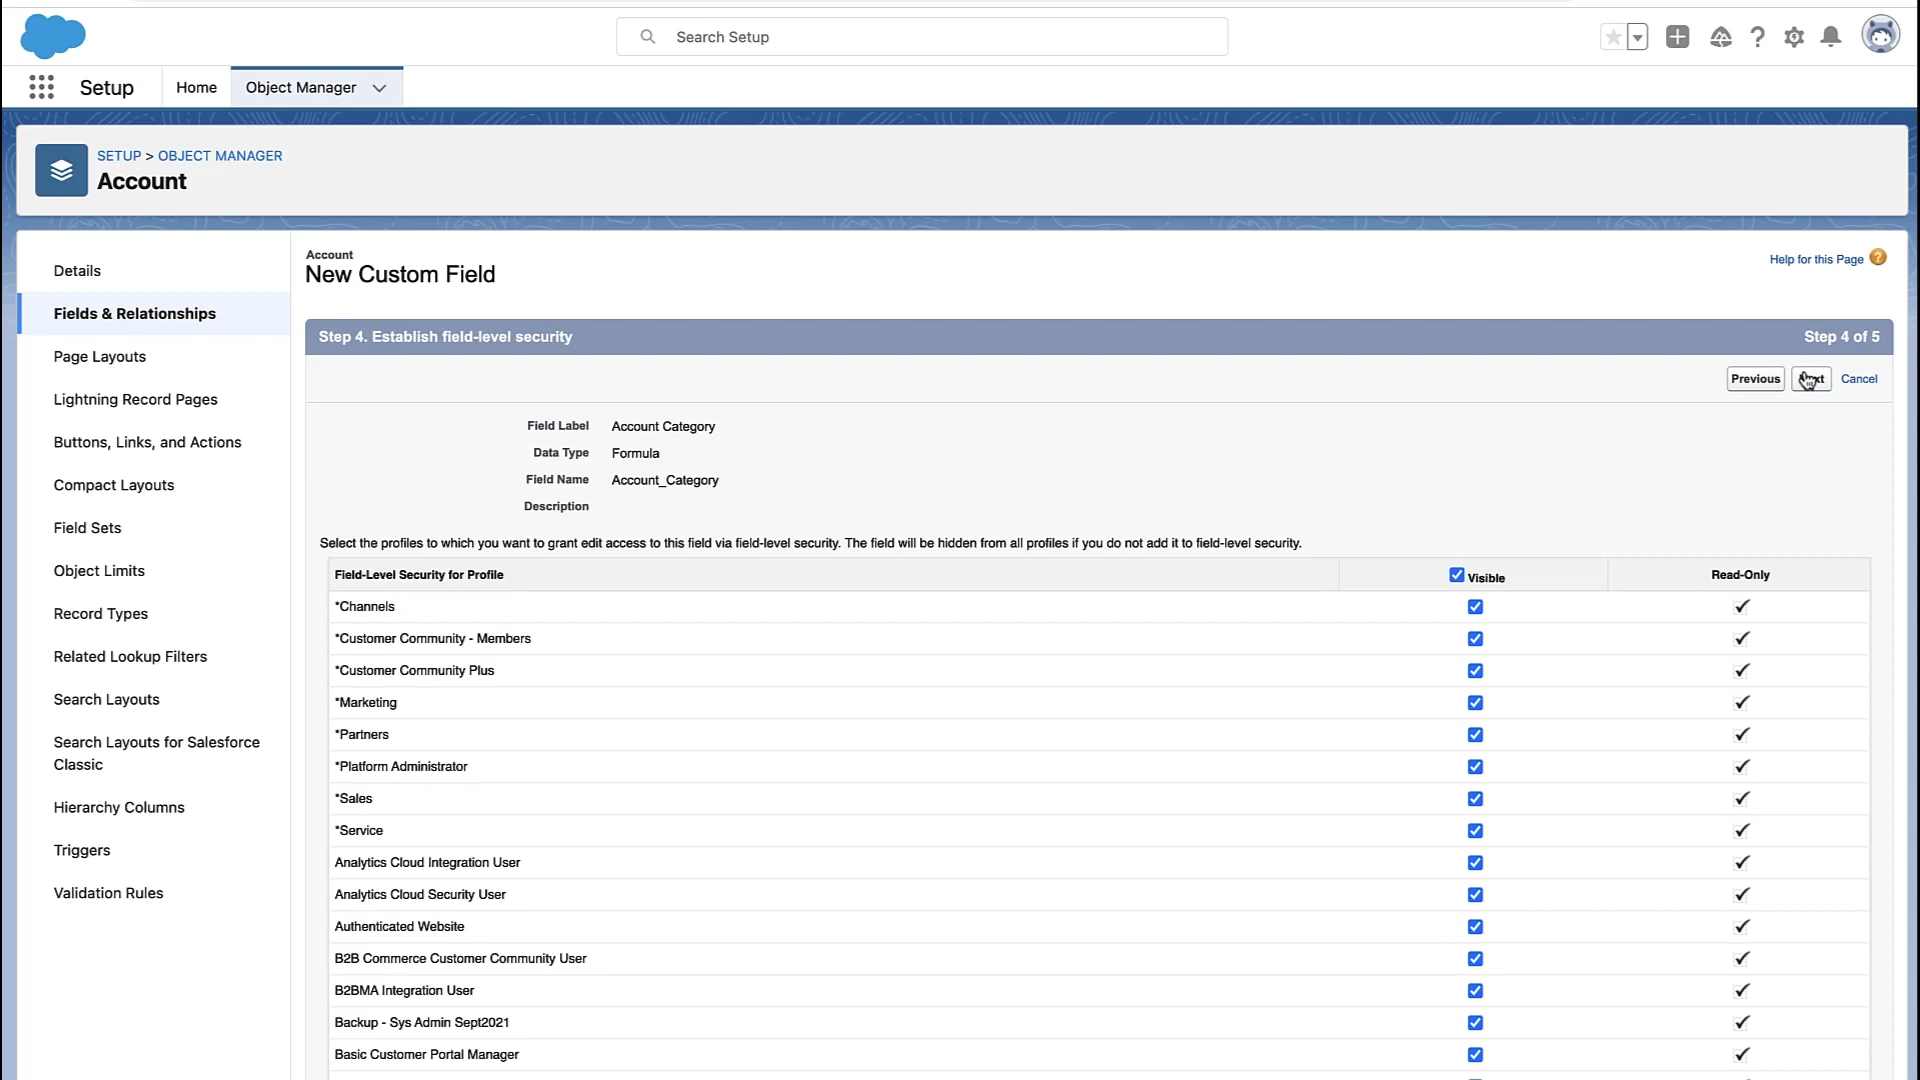 Search Setup
Setup
Home
Object Manager
SETUP > OBJECT MANAGER
Account
Details
Fields & Relationships
Page Layouts
Lightning Record Pages
Buttons, Links, and Actions
Compact Layouts
Field Sets
Object Limits
Record Types
Related Lookup Filters
Search Layouts
Search Layouts for Salesforce
Classic
Hierarchy Columns
Triggers
Validation Rules
Account
New Custom Field
Help for this Page
Step 4. Establish field-level security
Step 4 of 5
Previous
Cancel
Field Label Account Category
Data Type Formula
Field Name Account_Category
Description
Select the profiles to which you want to grant edit access to this field via field-level security. The field will be hidden from all profiles if you do not add it to field-level security.
Field-Level Security for Profile Visible Read-Only
*Channels
*Customer Community - Members
*Customer Community Plus
*Marketing
*Partners
*Platform Administrator
*Sales
*Service
Analytics Cloud Integration User
Analytics Cloud Security User
Authenticated Website
B2B Commerce Customer Community User
B2BMA Integration User
Backup - Sys Admin Sept2021
Basic Customer Portal Manager